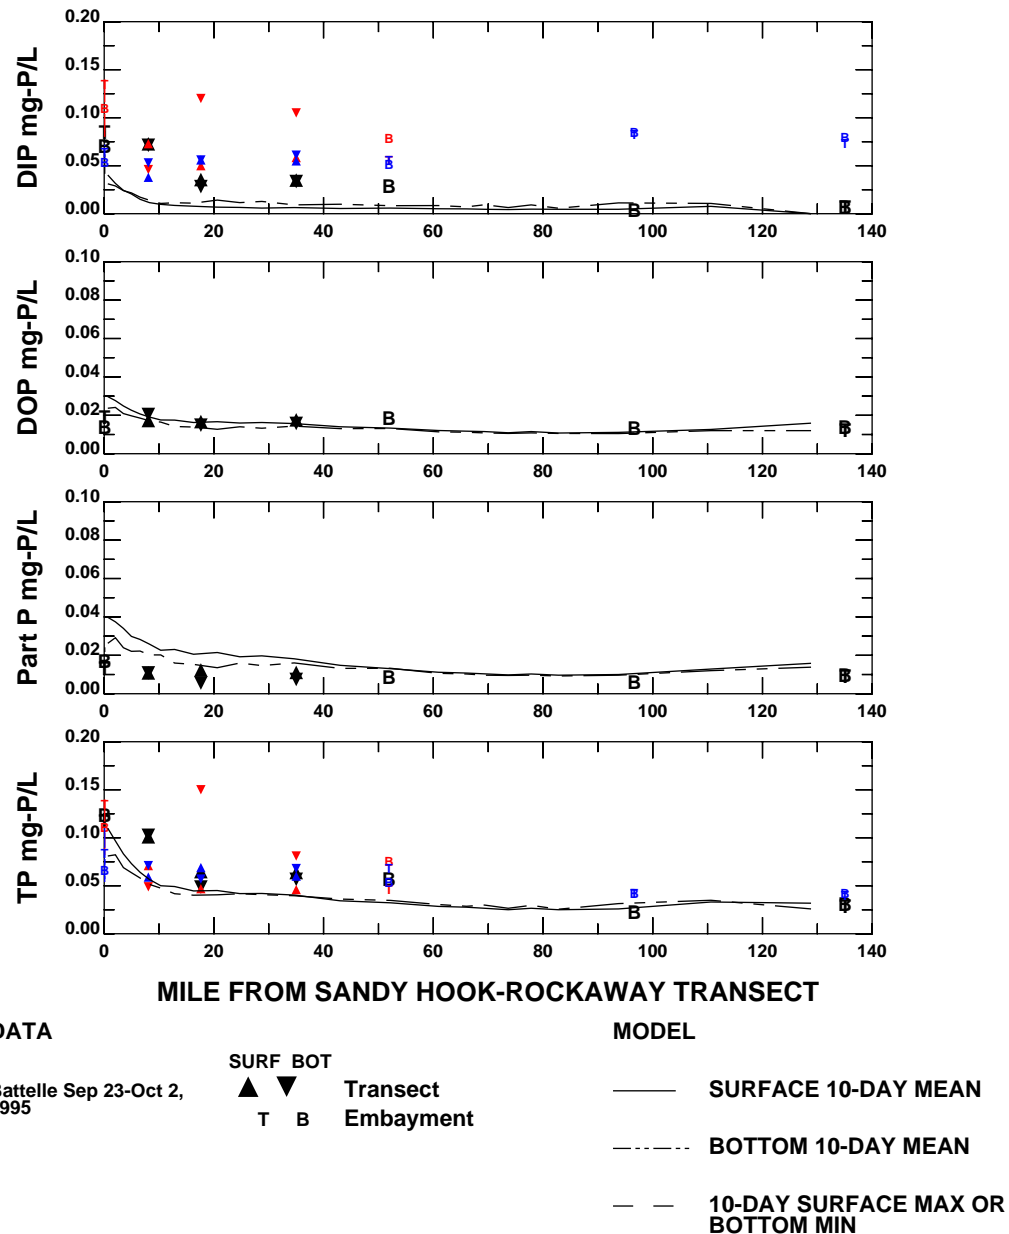 DIP mg-P/L
0.20
0.15
0.10
0.05
0.00
0 20 40 60 80 100 120 140
DOP mg-P/L
0.10
0.08
0.06
0.04
0.02
0.00
0 20 40 60 80 100 120 140
Part P mg-P/L
0.10
0.08
0.06
0.04
0.02
0.00
0 20 40 60 80 100 120 140
TP mg-P/L
0.20
0.15
0.10
0.05
0.00
0 20 40 60 80 100 120 140
MILE FROM SANDY HOOK-ROCKAWAY TRANSECT
DATA
Battelle Sep 23-Oct 2,
995
SURF BOT
Transect
T B Embayment
MODEL
SURFACE 10-DAY MEAN
BOTTOM 10-DAY MEAN
10-DAY SURFACE MAX OR
BOTTOM MIN